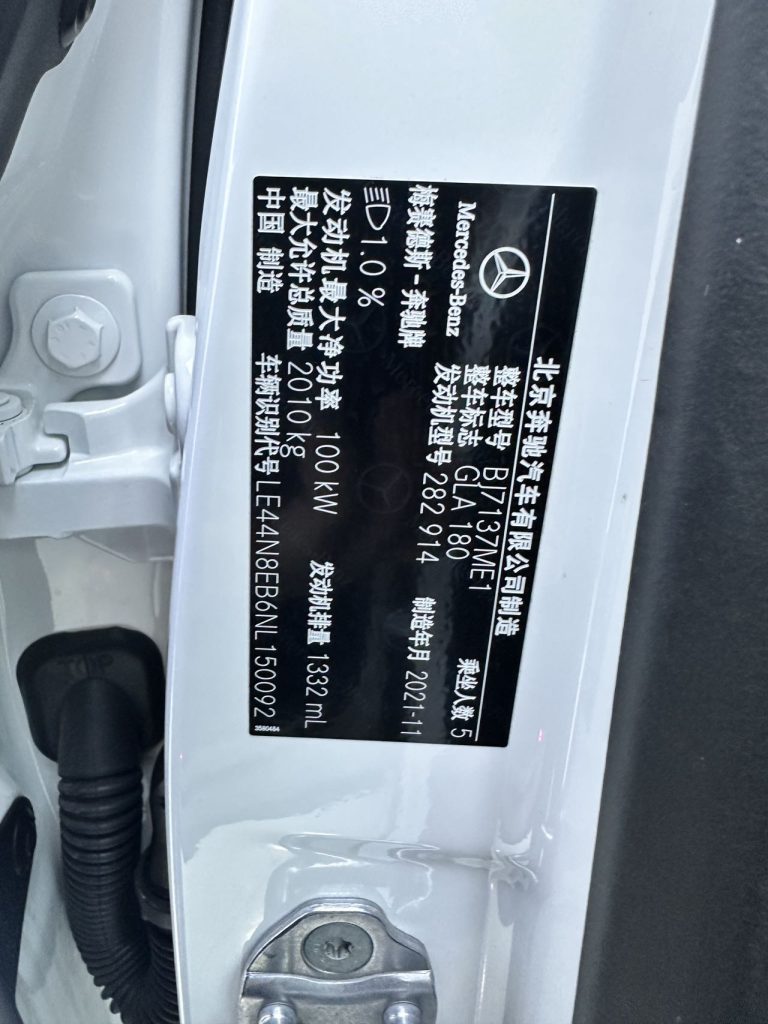 北京奔驰汽车有限公司制造
Mercedes-Benz
整车型号 BJ7137ME1
整车标志 GLA 180 乘坐人数 5
梅赛德斯-奔驰牌 发动机型号 282 914 制造年月 2021-11
1.0 %
发动机最大净功率 100 kW 发动机排量 1332 mL
最大允许总质量 2010 kg
中国 制造 车辆识别代号 LE44N8EB6NL150092
3580484